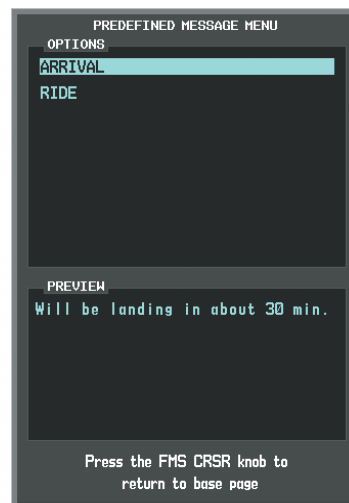 PREDEFINED MESSAGE MENU
OPTIONS
ARRIVAL
RIDE
PREVIEW
Will be landing in about 30 min.
Press the FMS CRSR knob to
return to base page